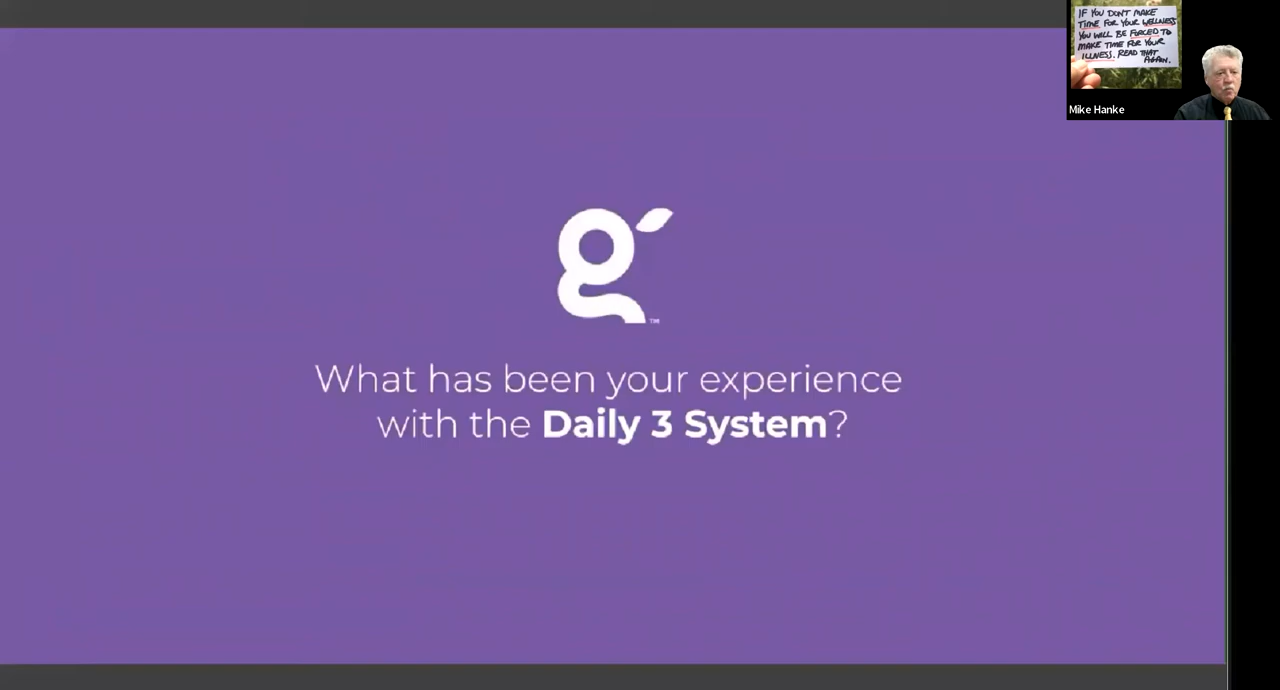 IF YOU DON'T MAKE
TIME FOR YOUR WELLNESS
YOU WILL BE FORCED TO
MAKE TIME FOR YOUR
ILLNESS. READ THAT
AGAIN.
Mike Hanke
g
TM
What has been your experience
with the Daily 3 System?